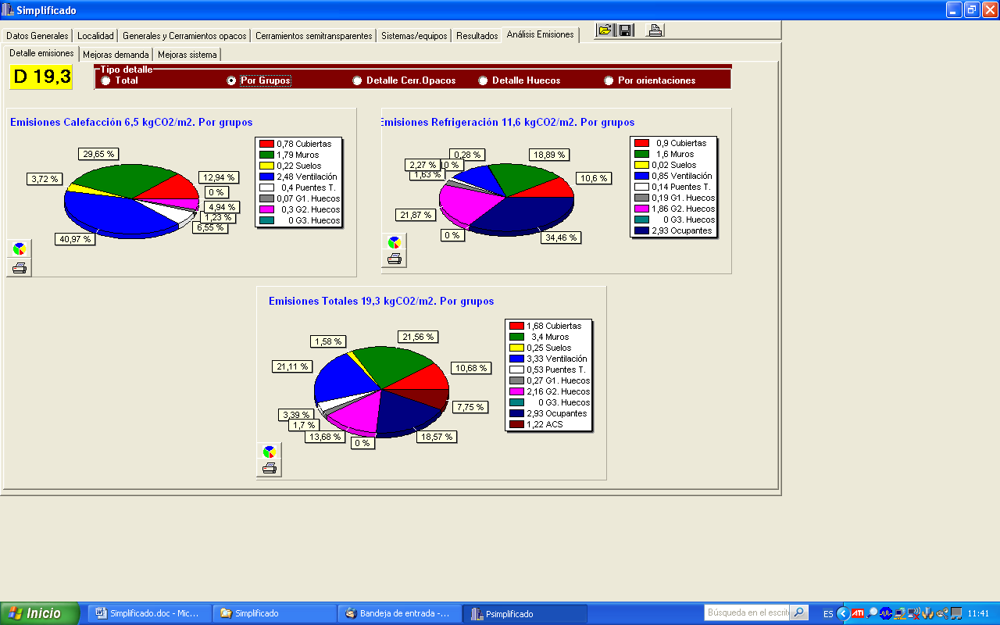 Simplificado
Datos Generales
Localidad
Generales y Cerramientos opacos
Cerramientos semitransparentes
Sistemas/equipos
Resultados
Análisis Emisiones
Detalle emisiones
Mejoras demanda
Mejoras sistema
D 19,3
Tipo detalle
Total
Por Grupos
Detalle Cerr.Opacos
Detalle Huecos
Por orientaciones
Emisiones Calefacción 6,5 kgCO2/m2. Por grupos
29,65 %
3,72 %
12,94 %
0 %
4,94 %
1,23 %
6,55 %
40,97 %
0,78 Cubiertas
1,79 Muros
0,22 Suelos
2,48 Ventilación
0,4 Puentes T.
0,07 G1. Huecos
0,3 G2. Huecos
0 G3. Huecos
Emisiones Refrigeración 11,6 kgCO2/m2. Por grupos
0,28 %
18,89 %
2,27 %
0 %
1,63 %
10,6 %
21,87 %
0 %
34,46 %
0,9 Cubiertas
1,6 Muros
0,02 Suelos
0,85 Ventilación
0,14 Puentes T.
0,19 G1. Huecos
1,86 G2. Huecos
0 G3. Huecos
2,93 Ocupantes
Emisiones Totales 19,3 kgCO2/m2. Por grupos
1,58 %
21,56 %
21,11 %
10,68 %
7,75 %
3,39 %
1,7 %
13,68 %
0 %
18,57 %
1,68 Cubiertas
3,4 Muros
0,25 Suelos
3,33 Ventilación
0,53 Puentes T.
0,27 G1. Huecos
2,16 G2. Huecos
0 G3. Huecos
2,93 Ocupantes
1,22 ACS
Inicio
Simplificado.doc - Mic...
Simplificado
Bandeja de entrada -...
Psimplificado
Búsqueda en el escrit
ES
ATI
11:41